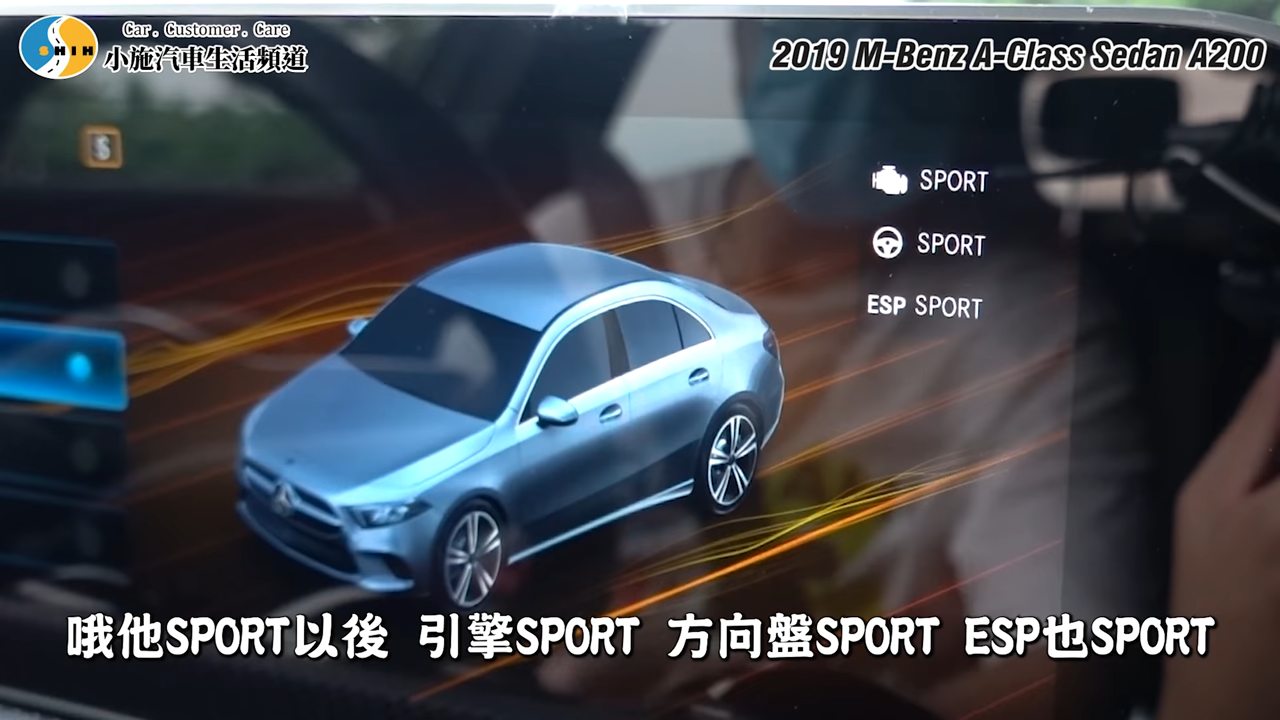 Car. Customer. Care
SHIH
小施汽車生活頻道
2019 M-Benz A-Class Sedan A200
S
SPORT
SPORT
ESP SPORT
哦他SPORT以後 引擎SPORT 方向盤SPORT ESP也SPORT